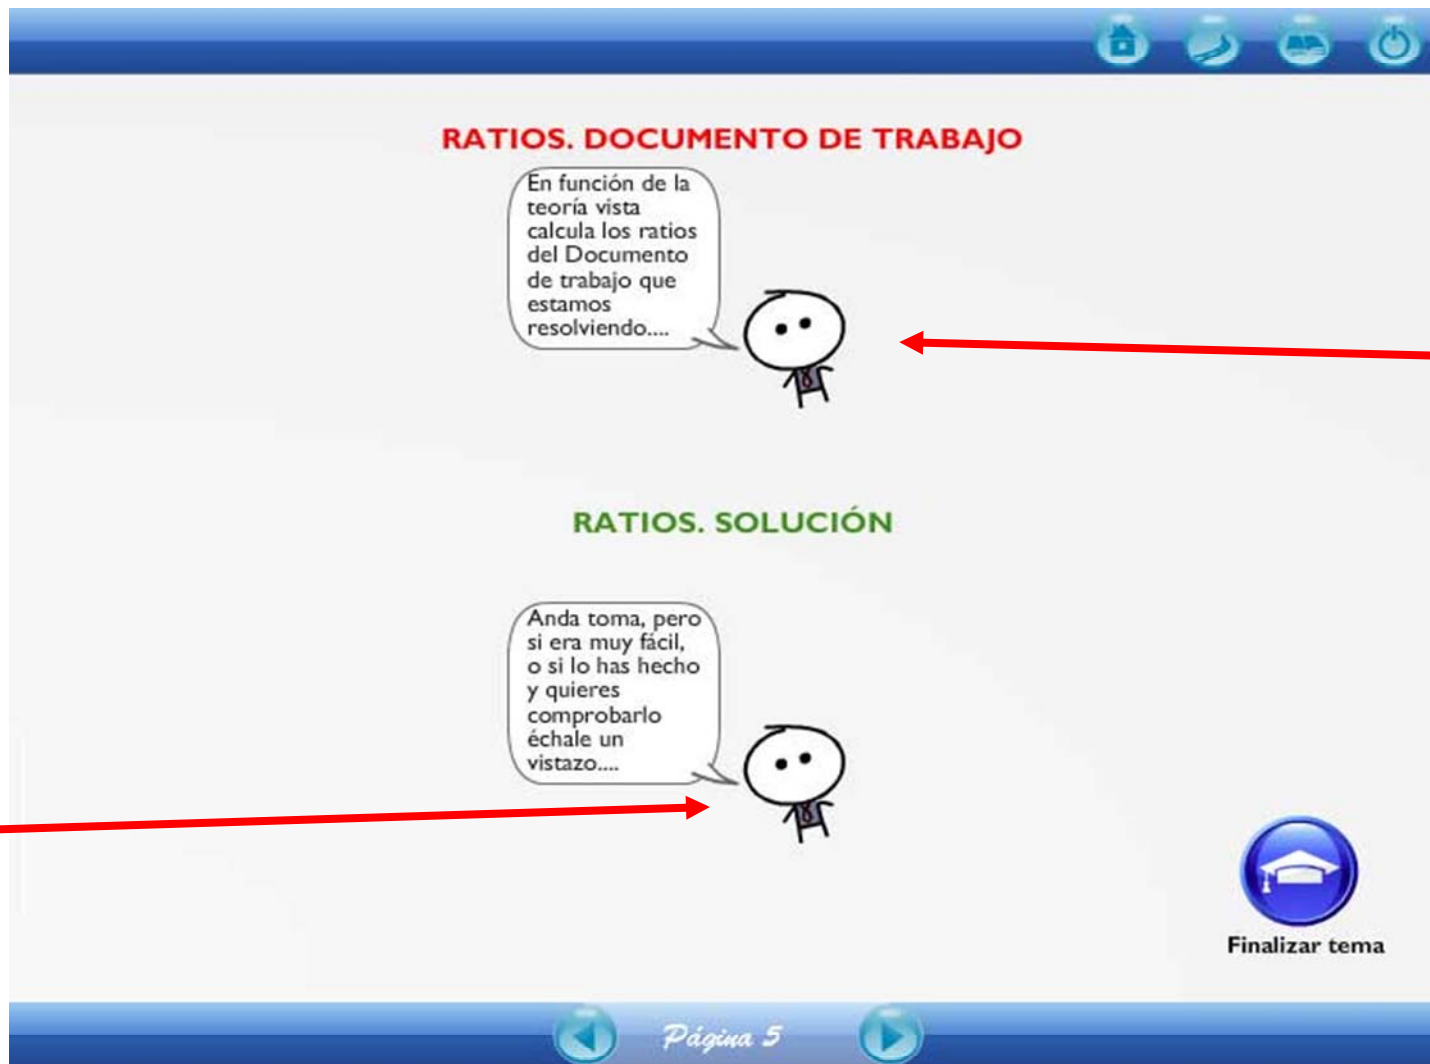 RATIOS. DOCUMENTO DE TRABAJO
En función de la
teoría vista
calcula los ratios
del Documento
de trabajo que
estamos
resolviendo....
RATIOS. SOLUCIÓN
Anda toma, pero
si era muy fácil,
o si lo has hecho
y quieres
comprobarlo
échale un
vistazo....
Finalizar tema
Página 5